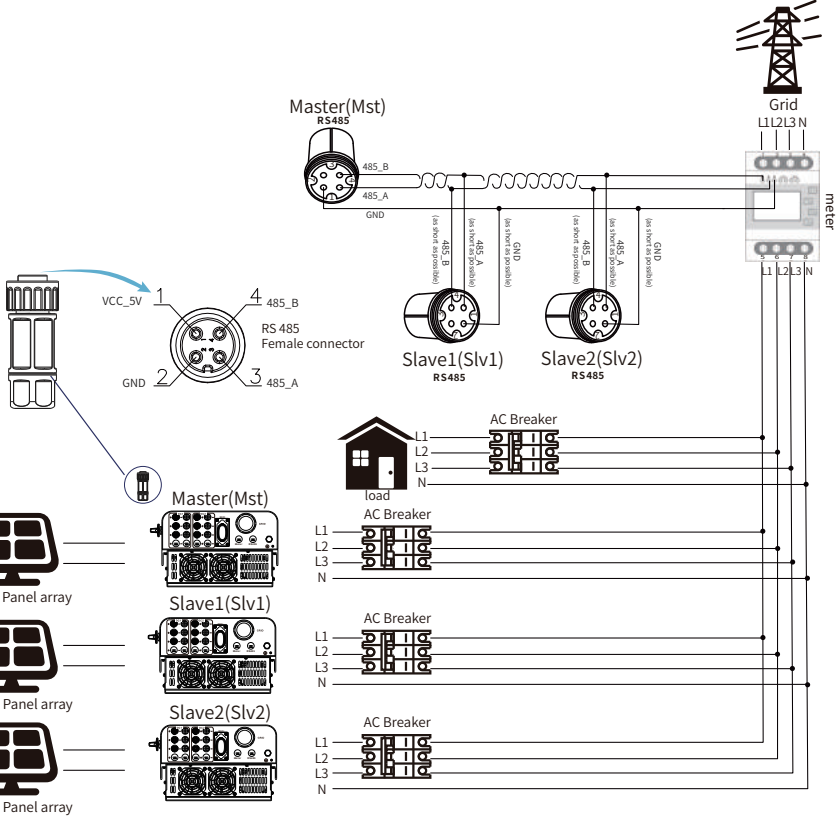 Grid
L1 L2 L3 N
Master(Mst)
RS485
485_B
485_A
GND
meter
5 6 7 8
L1 L2 L3 N
485_B
(as short as possible)
485_A
(as short as possible)
GND
(as short as possible)
485_B
(as short as possible)
485_A
(as short as possible)
GND
(as short as possible)
Slave1(Slv1)
RS485
Slave2(Slv2)
RS485
VCC_5V 1
4 485_B
RS 485
Female connector
GND 2
3 485_A
AC Breaker
L1
L2
L3
N
load
Master(Mst)
AC Breaker
L1
L2
L3
N
Panel array
Slave1(Slv1)
AC Breaker
L1
L2
L3
N
Panel array
Slave2(Slv2)
AC Breaker
L1
L2
L3
N
Panel array